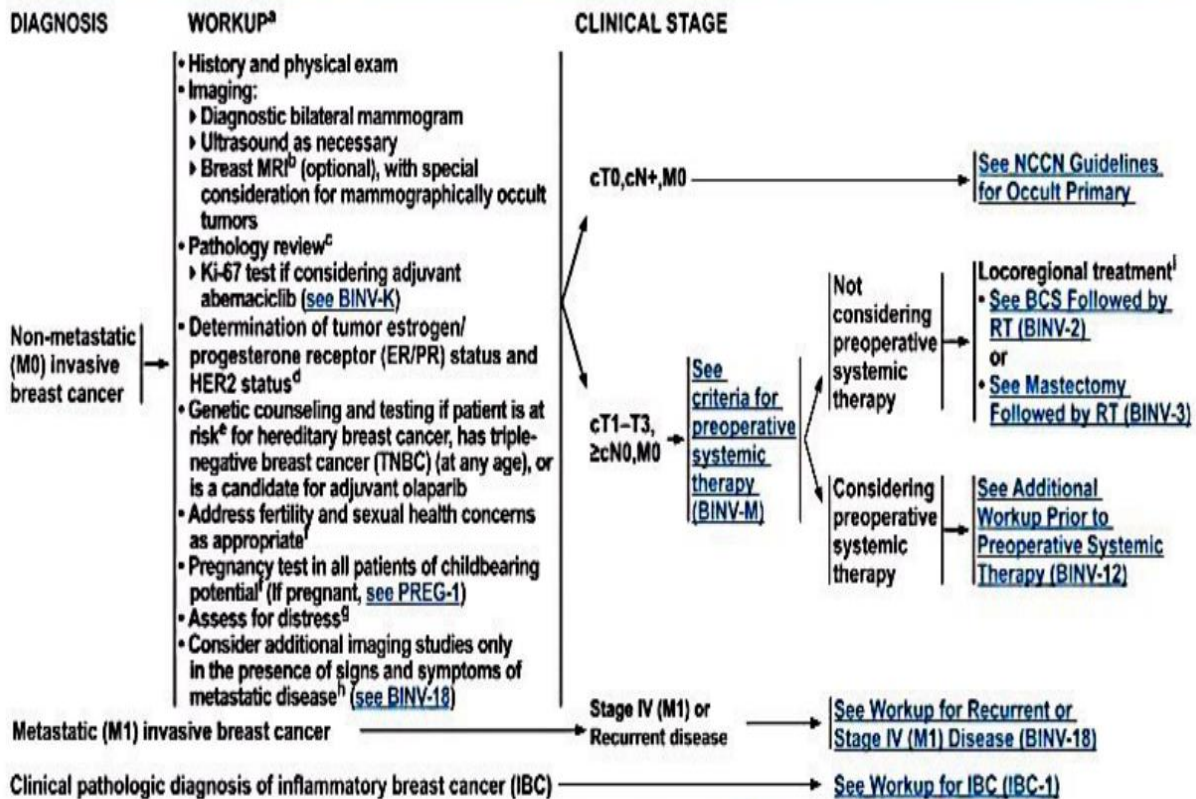 DIAGNOSIS
WORKUPa
CLINICAL STAGE
Non-metastatic
(M0) invasive
breast cancer
• History and physical exam
• Imaging:
Diagnostic bilateral mammogram
Ultrasound as necessary
Breast MRIb (optional), with special
consideration for mammographically occult
tumors
• Pathology reviewc
Ki-67 test if considering adjuvant
abemaciclib (see BINV-K)
• Determination of tumor estrogen/
progesterone receptor (ER/PR) status and
HER2 statusd
• Genetic counseling and testing if patient is at
riske for hereditary breast cancer, has triple-
negative breast cancer (TNBC) (at any age), or
is a candidate for adjuvant olaparib
• Address fertility and sexual health concerns
as appropriatef
• Pregnancy test in all patients of childbearing
potentialf (If pregnant, see PREG-1)
• Assess for distressg
• Consider additional imaging studies only
in the presence of signs and symptoms of
metastatic diseaseh (see BINV-18)
cT0,cN+,M0
See NCCN Guidelines
for Occult Primary
cT1–T3,
≥cN0,M0
See
criteria for
preoperative
systemic
therapy
(BINV-M)
Not
considering
preoperative
systemic
therapy
Locoregional treatmenti
• See BCS Followed by
RT (BINV-2)
or
• See Mastectomy
Followed by RT (BINV-3)
Considering
preoperative
systemic
therapy
See Additional
Workup Prior to
Preoperative Systemic
Therapy (BINV-12)
Metastatic (M1) invasive breast cancer
Stage IV (M1) or
Recurrent disease
See Workup for Recurrent or
Stage IV (M1) Disease (BINV-18)
Clinical pathologic diagnosis of inflammatory breast cancer (IBC)
See Workup for IBC (IBC-1)